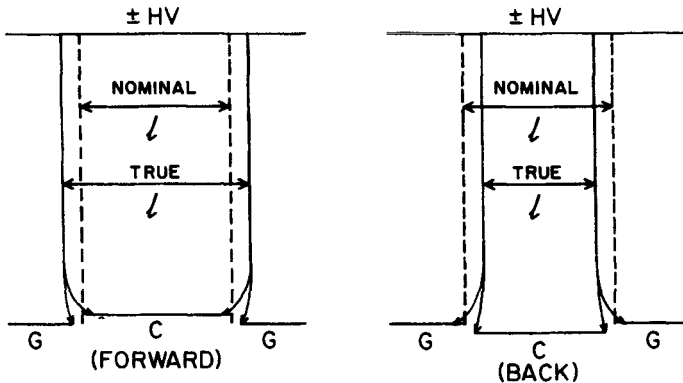 ± HV
NOMINAL
l
TRUE
l
G
C
G
(FORWARD)
± HV
NOMINAL
l
TRUE
l
G
C
G
(BACK)